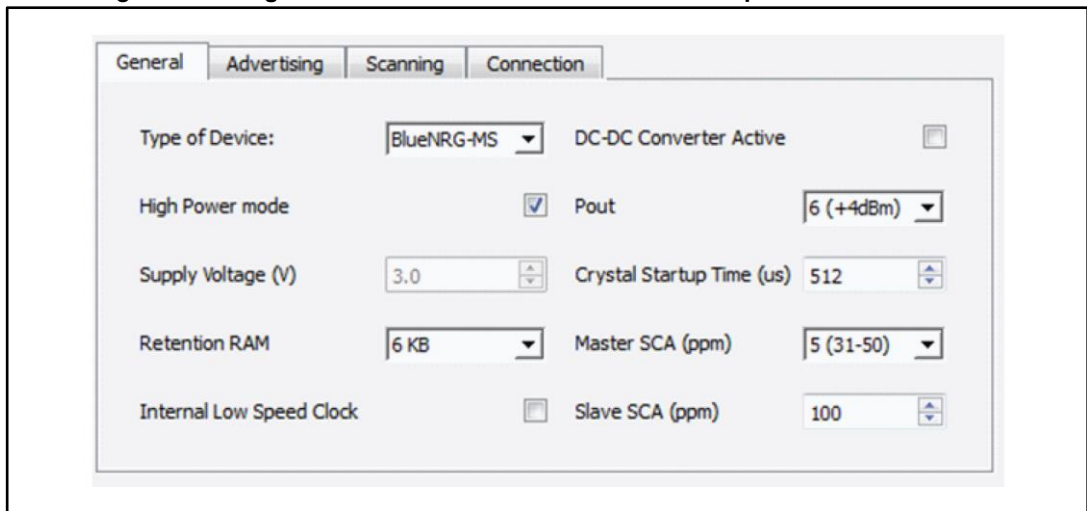 General Advertising Scanning Connection
Type of Device: BlueNRG-MS DC-DC Converter Active
High Power mode Pout 6 (+4dBm)
Supply Voltage (V) 3.0 Crystal Startup Time (us) 512
Retention RAM 6 KB Master SCA (ppm) 5 (31-50)
Internal Low Speed Clock Slave SCA (ppm) 100